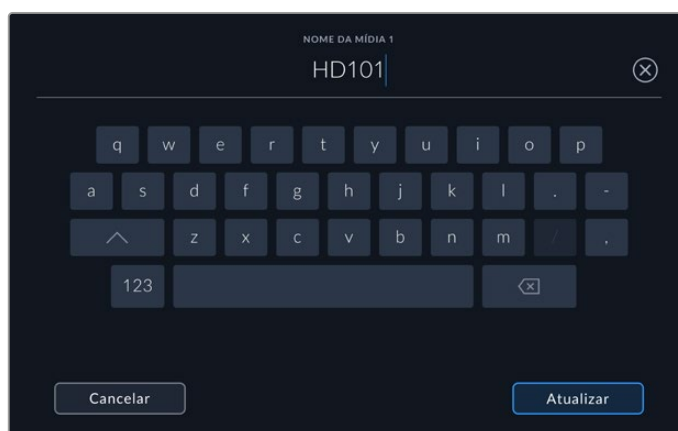 NOME DA MÍDIA 1
HD101
q w e r t y u i o p
a s d f g h j k l . -
z x c v b n m / ,
123
Cancelar Atualizar